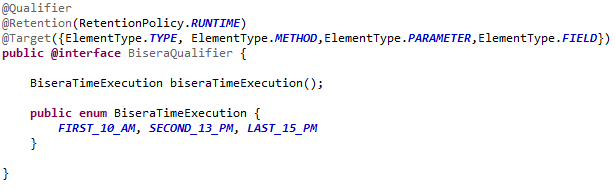 @Qualifier
@Retention(RetentionPolicy.RUNTIME)
@Target({ElementType.TYPE, ElementType.METHOD,ElementType.PARAMETER,ElementType.FIELD})
public @interface BiseraQualifier {
BiseraTimeExecution biseraTimeExecution();
public enum BiseraTimeExecution {
FIRST_10_AM, SECOND_13_PM, LAST_15_PM
}
}